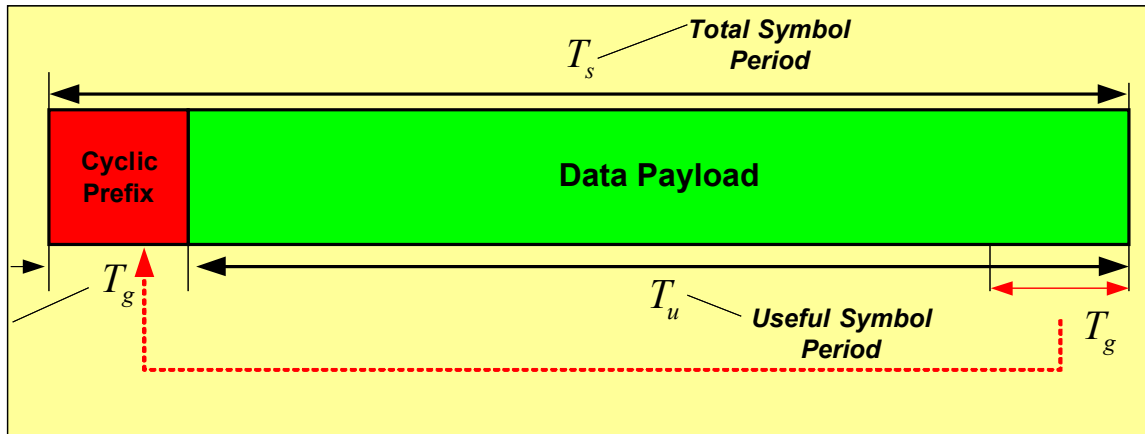 Total Symbol
Period
T_s
Cyclic
Prefix
Data Payload
T_g
T_u
Useful Symbol
Period
T_g